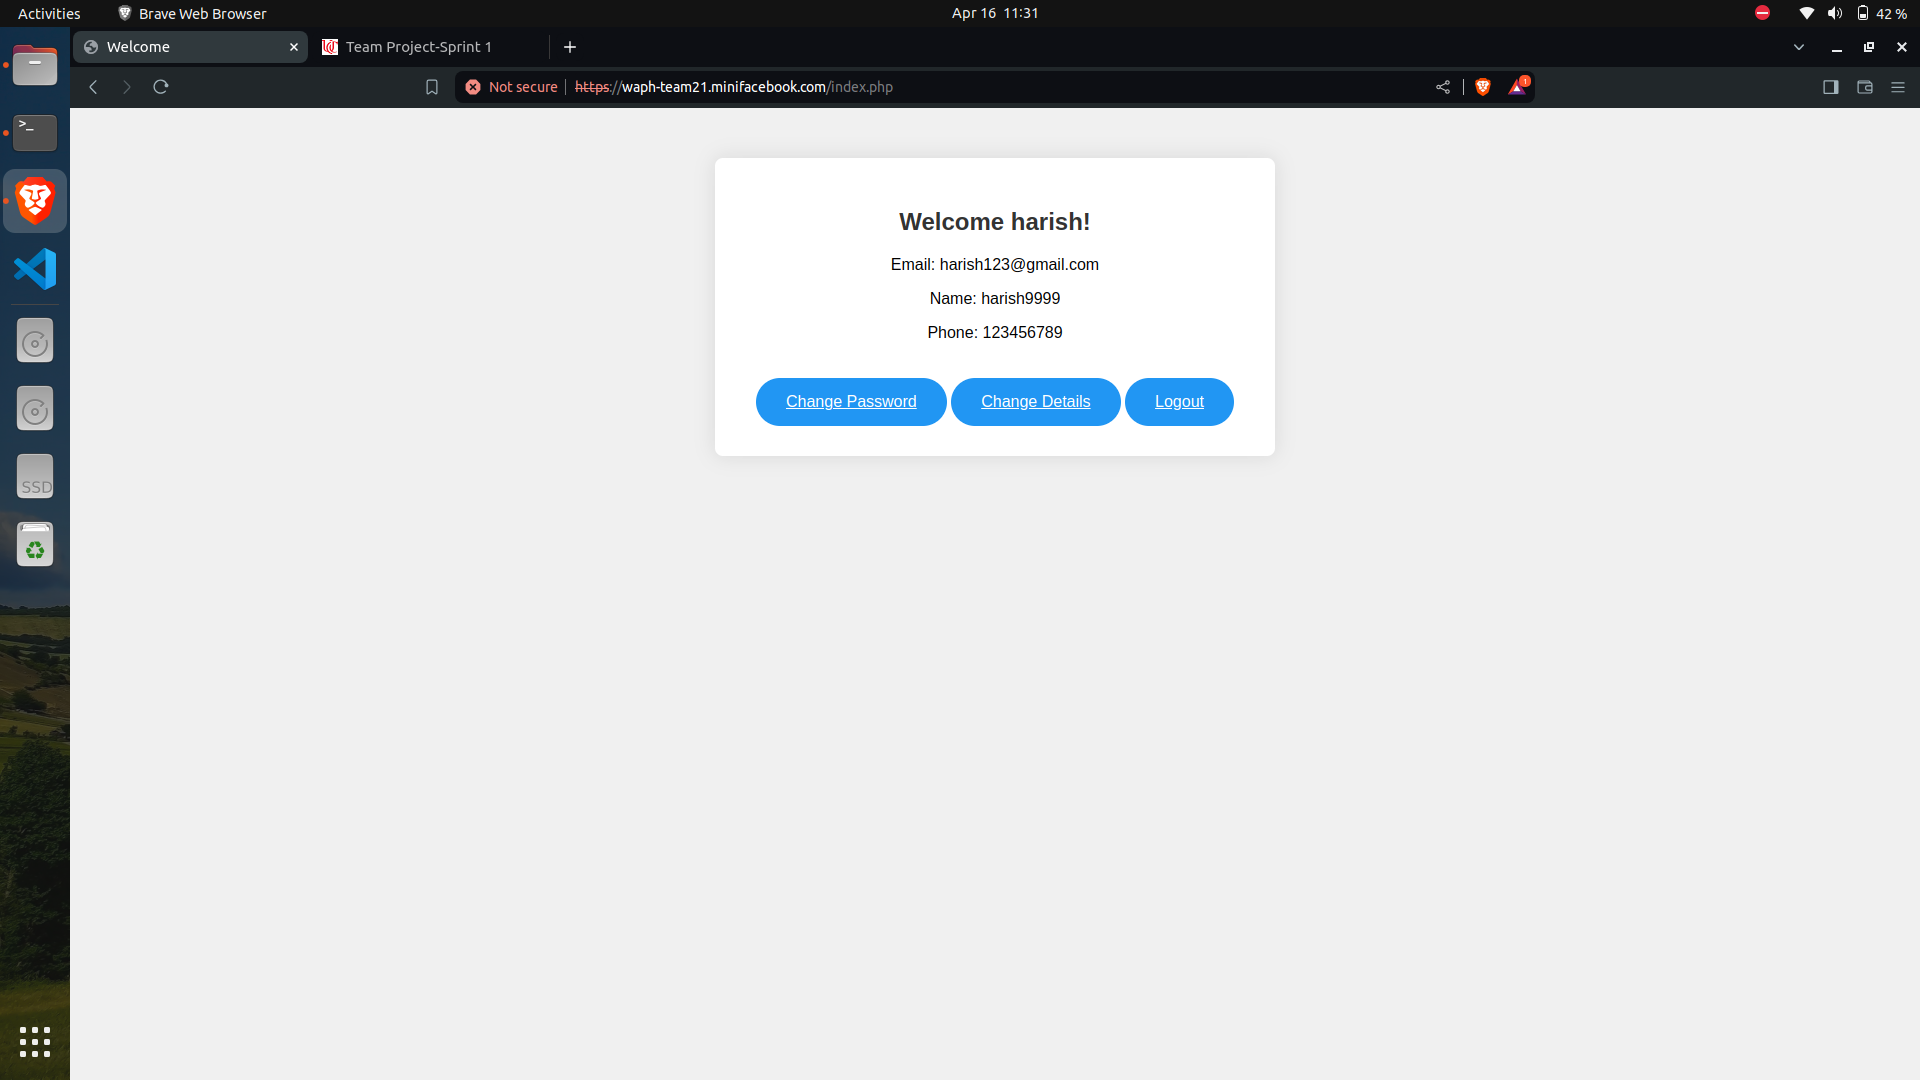 Activities Brave Web Browser Apr 16 11:31 42 %
Welcome Team Project-Sprint 1
Not secure https://waph-team21.minifacebook.com/index.php 1
>_
Welcome harish!
Email: harish123@gmail.com
Name: harish9999
Phone: 123456789
Change Password Change Details Logout
SSD